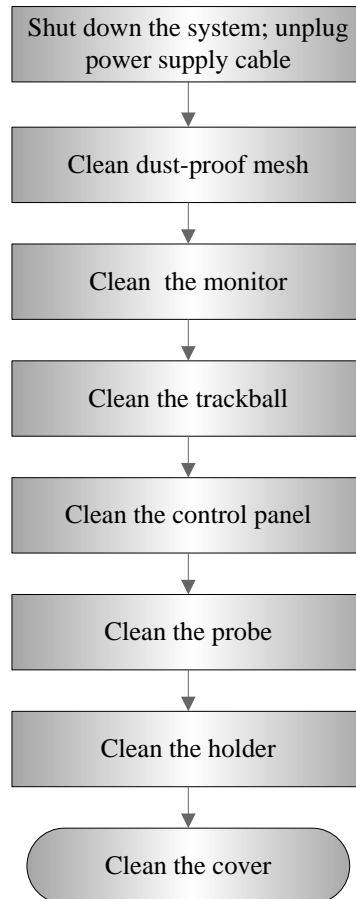 Shut down the system; unplug
power supply cable
Clean dust-proof mesh
Clean the monitor
Clean the trackball
Clean the control panel
Clean the probe
Clean the holder
Clean the cover